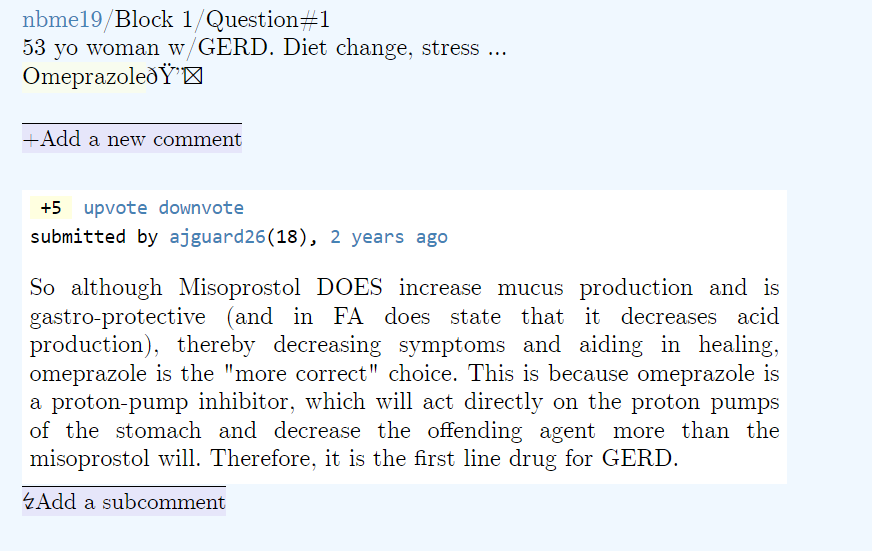 nbme19/Block 1/Question#1
53 yo woman w/GERD. Diet change, stress ...
OmeprazoleðŸ”
+Add a new comment
+5 upvote downvote
submitted by ajguard26(18), 2 years ago
So although Misoprostol DOES increase mucus production and is
gastro-protective (and in FA does state that it decreases acid
production), thereby decreasing symptoms and aiding in healing,
omeprazole is the "more correct" choice. This is because omeprazole is
a proton-pump inhibitor, which will act directly on the proton pumps
of the stomach and decrease the offending agent more than the
misoprostol will. Therefore, it is the first line drug for GERD.
↯Add a subcomment